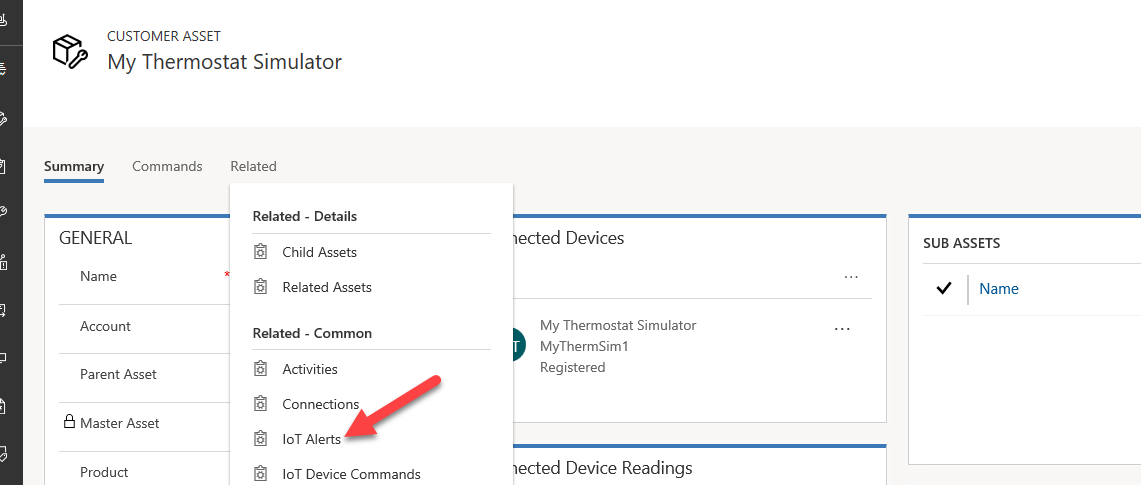 CUSTOMER ASSET
My Thermostat Simulator
Summary Commands Related
Related - Details
Child Assets
Related Assets
Related - Common
Activities
Connections
IoT Alerts
IoT Device Commands
GENERAL
Name *
Account
Parent Asset
Master Asset
Product
nected Devices
...
T
My Thermostat Simulator
...
MyThermSim1
Registered
nected Device Readings
SUB ASSETS
Name